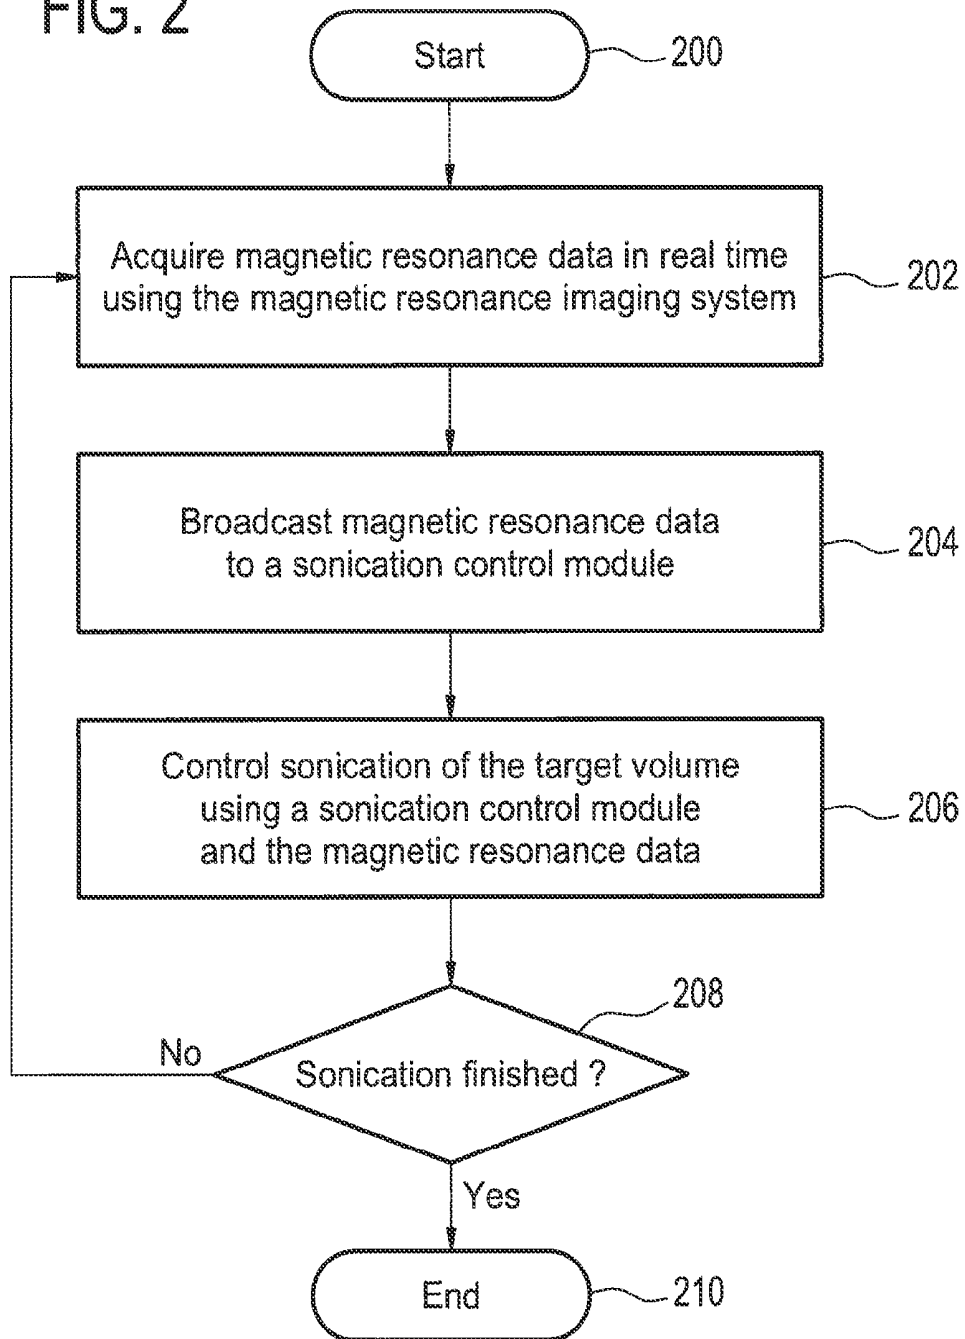 FIG. 2
Start
200
Acquire magnetic resonance data in real time
using the magnetic resonance imaging system
202
Broadcast magnetic resonance data
to a sonication control module
204
Control sonication of the target volume
using a sonication control module
and the magnetic resonance data
206
208
No
Sonication finished ?
Yes
End
210